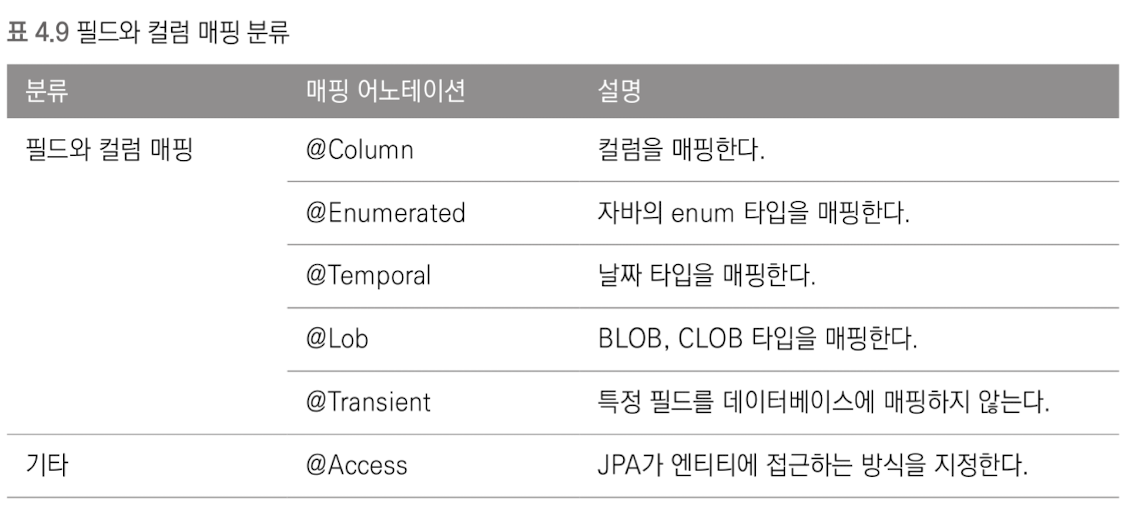 표 4.9 필드와 컬럼 매핑 분류
분류 매핑 어노테이션 설명
필드와 컬럼 매핑 @Column 컬럼을 매핑한다.
@Enumerated 자바의 enum 타입을 매핑한다.
@Temporal 날짜 타입을 매핑한다.
@Lob BLOB, CLOB 타입을 매핑한다.
@Transient 특정 필드를 데이터베이스에 매핑하지 않는다.
기타 @Access JPA가 엔티티에 접근하는 방식을 지정한다.